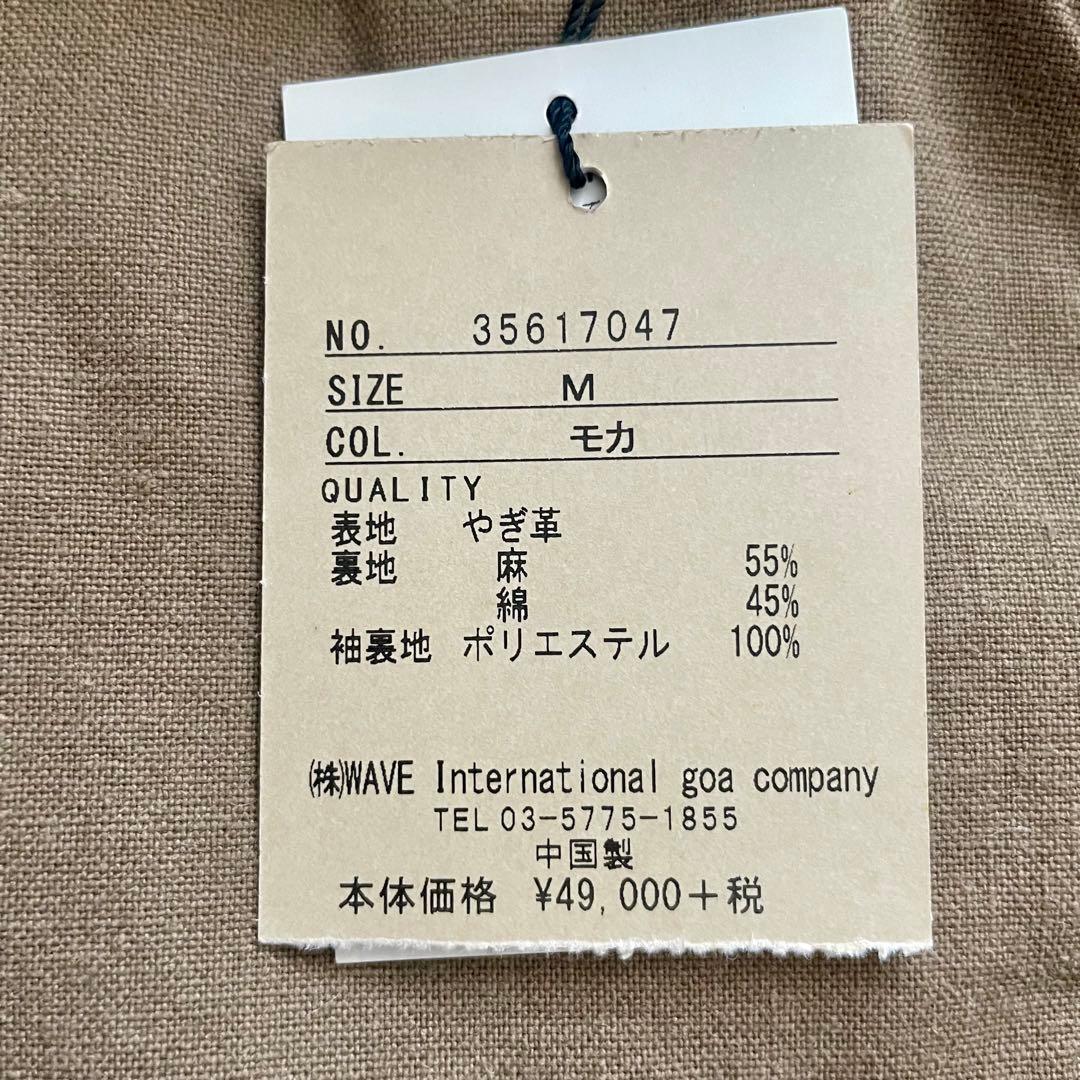 NO. 35617047
SIZE M
COL. モカ
QUALITY
表地 やぎ革
裏地 麻 55%
綿 45%
袖裏地 ポリエステル 100%
㈱WAVE International goa company
TEL 03-5775-1855
中国製
本体価格 ¥49,000+税